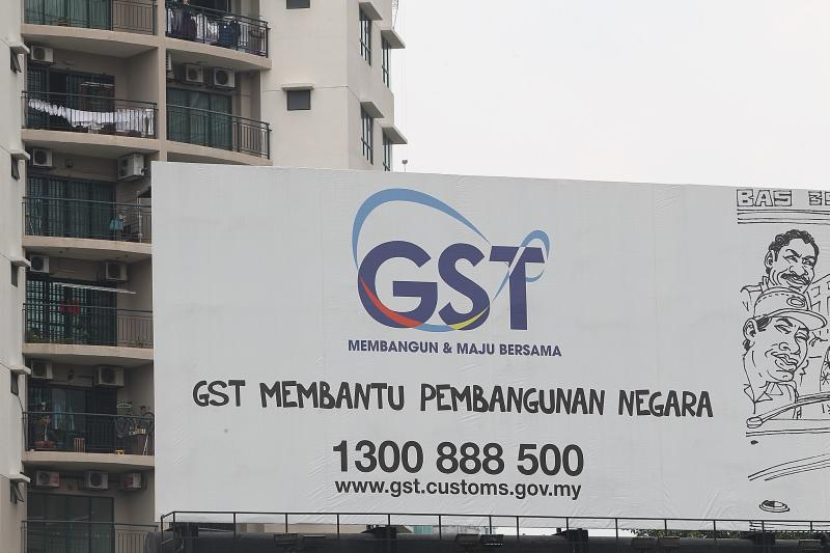 GST
MEMBANGUN & MAJU BERSAMA
GST MEMBANTU PEMBANGUNAN NEGARA
1300 888 500
www.gst.customs.gov.my
BAS